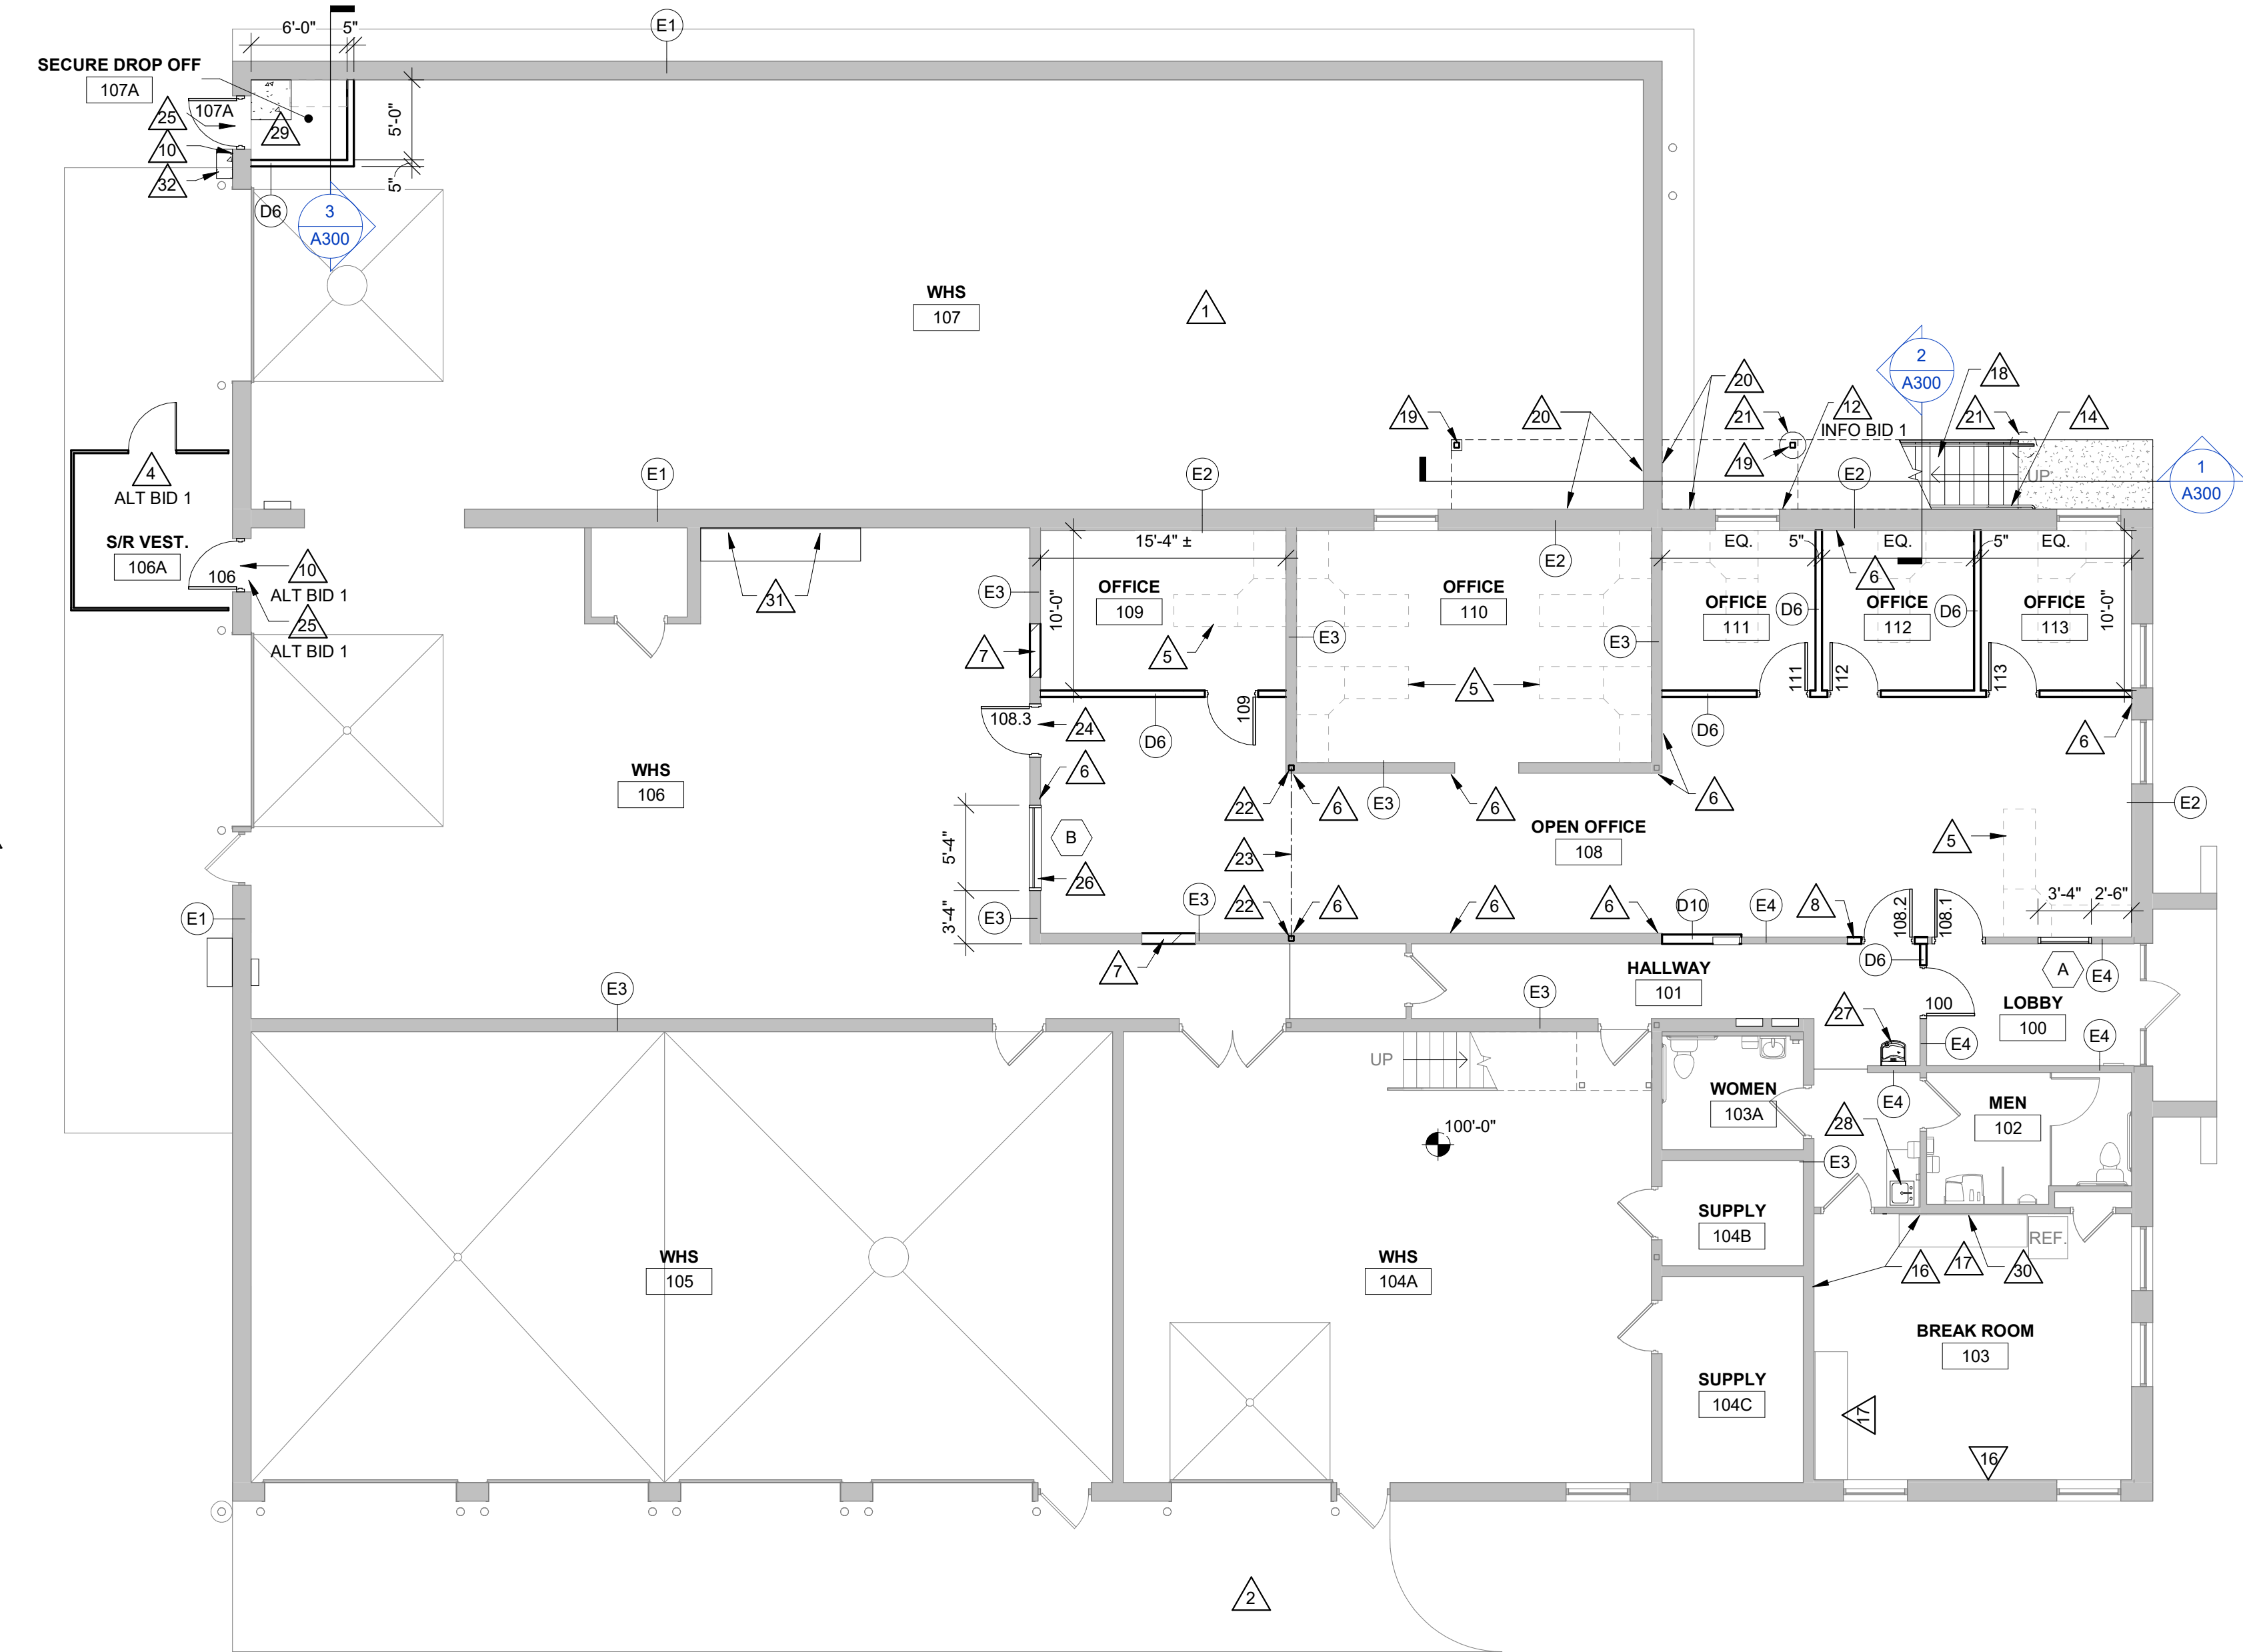 6'-0"
5"
E1
SECURE DROP OFF
107A
107A
25
10
32
29
5'-0"
5"
D6
3
A300
WHS
107
1
2
A300
18
19
20
20
21
12
INFO BID 1
21
14
19
UP
1
A300
4
ALT BID 1
S/R VEST.
106A
106
10
ALT BID 1
25
ALT BID 1
E1
E2
E2
E2
31
15'-4" ±
10'-0"
E3
OFFICE
109
5
7
E3
OFFICE
110
E3
5
EQ.
5"
EQ.
5"
EQ.
6
OFFICE
111
D6
OFFICE
112
D6
OFFICE
113
10'-0"
111
112
113
108.3
24
D6
109
D6
6
6
WHS
106
22
6
E3
6
6
E2
5'-4"
B
23
26
OPEN OFFICE
108
5
3'-4"
2'-6"
E1
3'-4"
E3
E3
22
6
6
6
D10
E4
8
108.2
108.1
7
HALLWAY
101
D6
A
E4
E3
E3
100
LOBBY
100
27
E4
E4
UP
WOMEN
103A
E4
MEN
102
100'-0"
28
E3
SUPPLY
104B
REF.
16
17
30
WHS
105
WHS
104A
BREAK ROOM
103
SUPPLY
104C
17
16
2